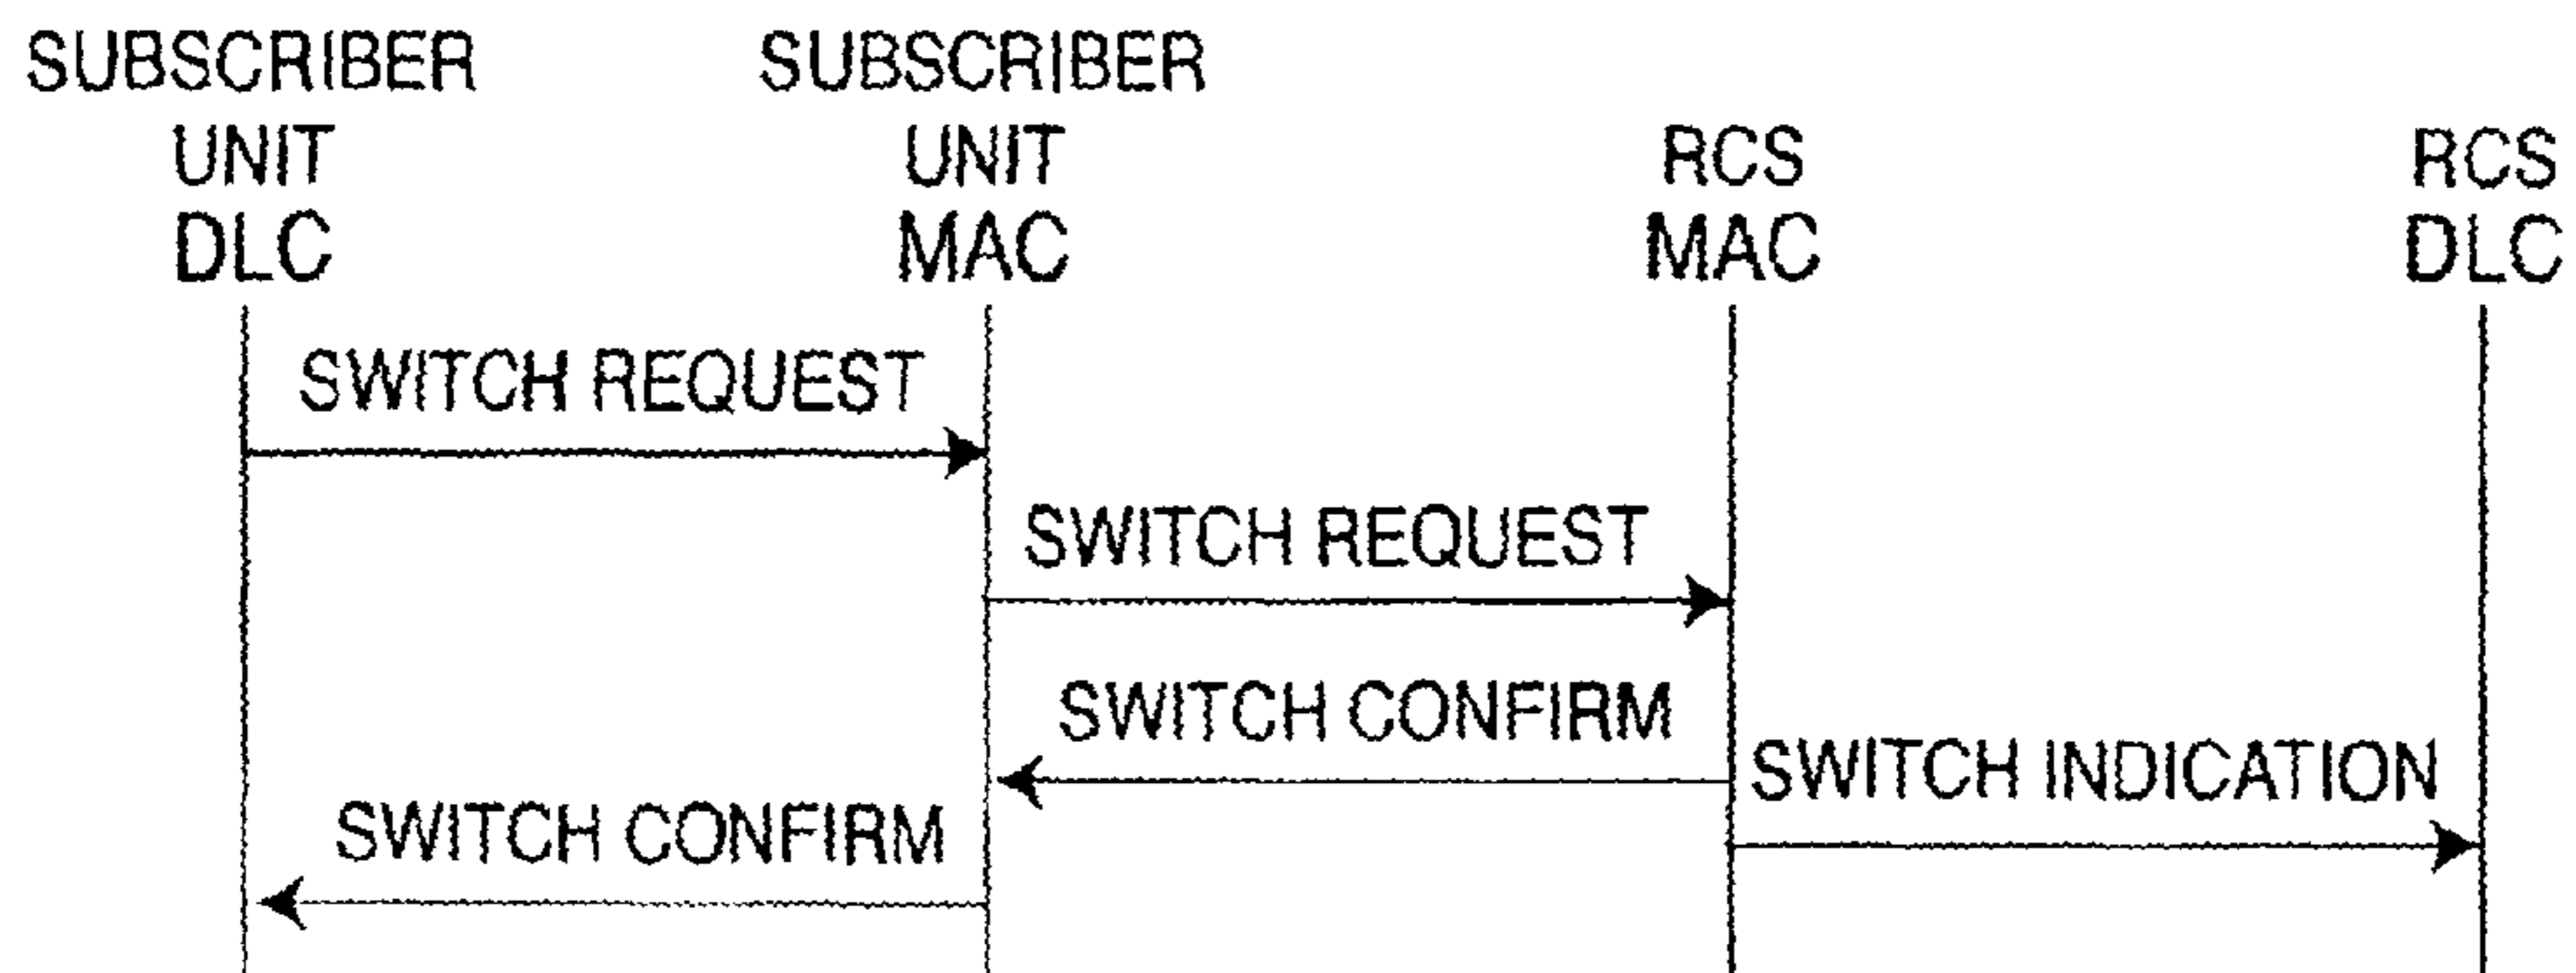 SUBSCRIBER
UNIT
DLC
SUBSCRIBER
UNIT
MAC
RCS
MAC
RCS
DLC
SWITCH REQUEST
SWITCH REQUEST
SWITCH CONFIRM
SWITCH INDICATION
SWITCH CONFIRM